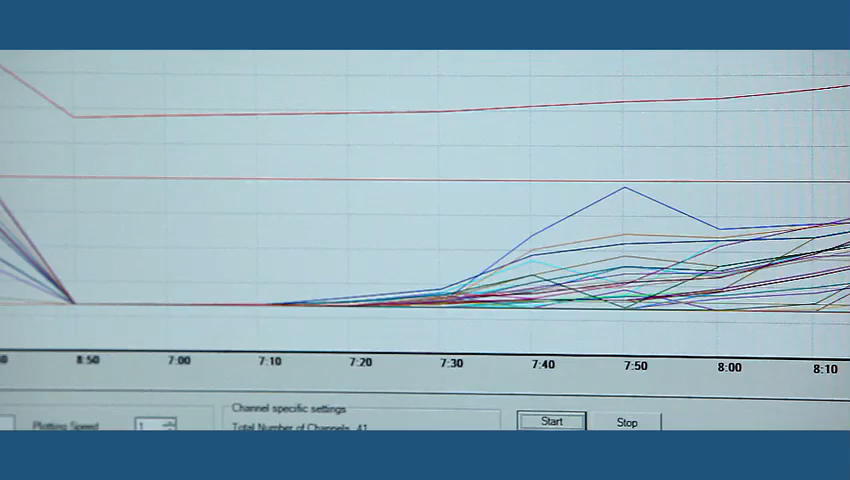 8:50 7:00 7:10 7:20 7:30 7:40 7:50 8:00 8:10
Channel specific settings
Plotting Speed 1 Total Number of Channels 41 Start Stop